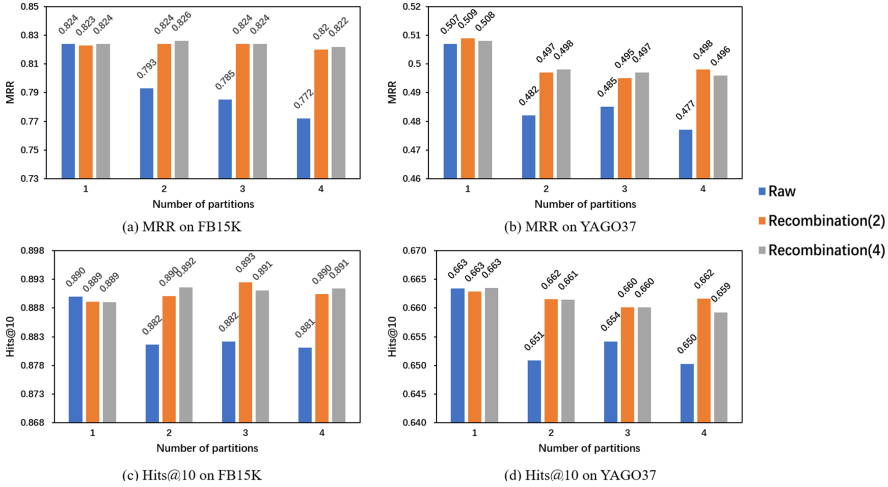 0.85
0.83
0.81
0.79
0.77
0.75
0.73
MRR
0.824 0.823 0.824
0.793 0.824 0.826
0.785 0.824 0.824
0.772 0.82 0.822
1 2 3 4
Number of partitions
(a) MRR on FB15K
0.52
0.51
0.5
0.49
0.48
0.47
0.46
MRR
0.507 0.509 0.508
0.482 0.497 0.498
0.485 0.495 0.497
0.477 0.498 0.496
1 2 3 4
Number of partitions
(b) MRR on YAGO37
Raw
Recombination(2)
Recombination(4)
0.898
0.893
0.888
0.883
0.878
0.873
0.868
Hits@10
0.890 0.889 0.889
0.882 0.890 0.892
0.882 0.893 0.891
0.881 0.890 0.891
1 2 3 4
Number of partitions
(c) Hits@10 on FB15K
0.670
0.665
0.660
0.655
0.650
0.645
0.640
Hits@10
0.663 0.663 0.663
0.651 0.662 0.661
0.654 0.660 0.660
0.650 0.662 0.659
1 2 3 4
Number of partitions
(d) Hits@10 on YAGO37